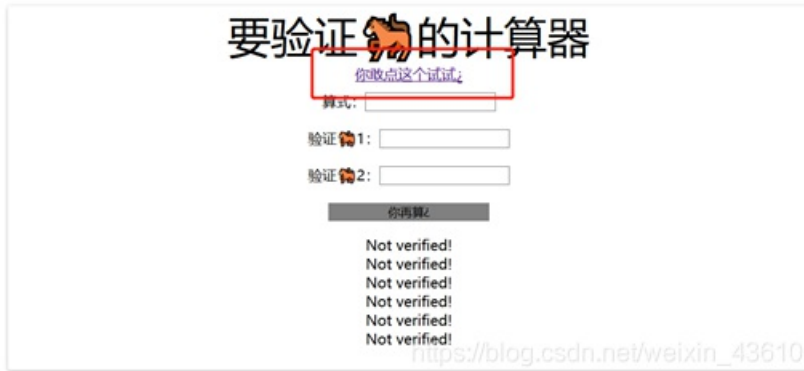 要验证🐎的计算器
你敢点这个试试¿
算式:
验证🐎1:
验证🐎2:
你再算¿
Not verified!
Not verified!
Not verified!
Not verified!
Not verified!
Not verified!
https://blog.csdn.net/weixin_43610